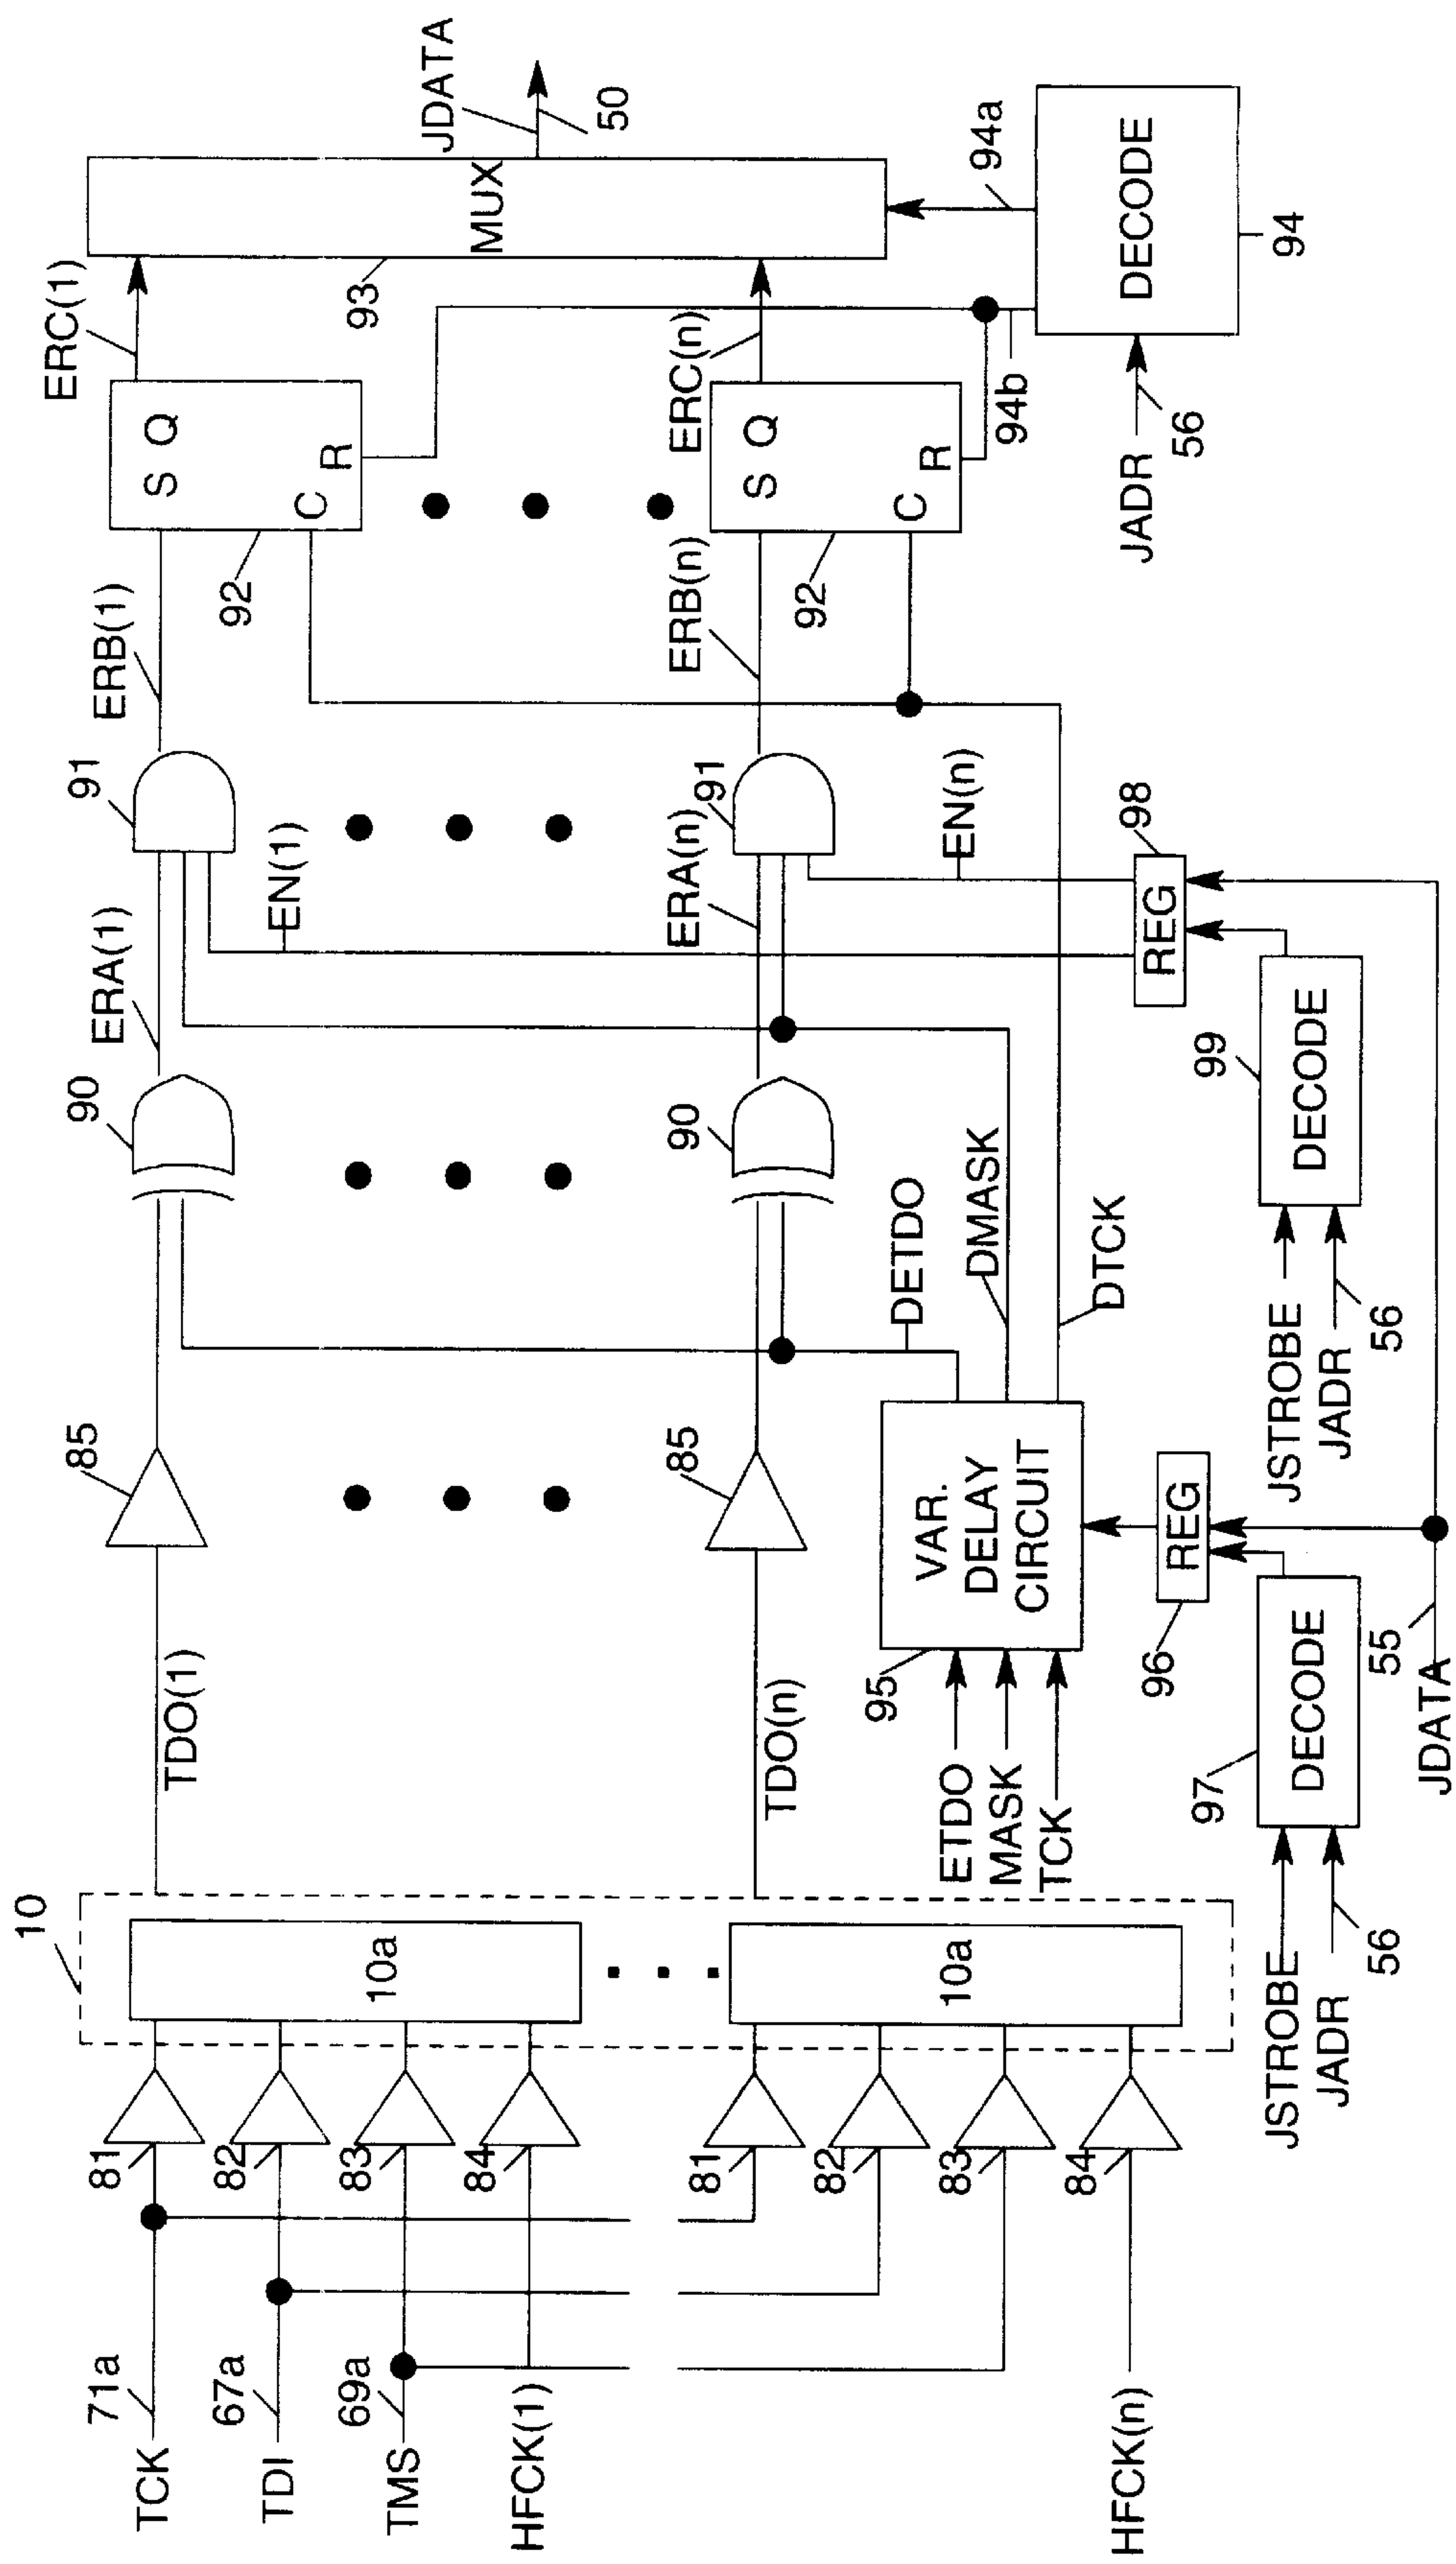 TCK
71a
TDI
67a
TMS
69a
HFCK(1)
HFCK(n)
81
82
83
84
81
82
83
84
10
10a
10a
TDO(1)
TDO(n)
85
85
ETDO
MASK
TCK
95
VAR.
DELAY
CIRCUIT
DETDO
DMASK
DTCK
JSTROBE
JADR
56
97
DECODE
96
REG
JDATA
55
JSTROBE
JADR
56
99
DECODE
98
REG
90
90
ERA(1)
ERA(n)
EN(1)
EN(n)
91
91
ERB(1)
ERB(n)
92
S Q
C R
92
S Q
C R
ERC(1)
ERC(n)
93
MUX
JDATA
50
94a
94b
JADR
56
DECODE
94